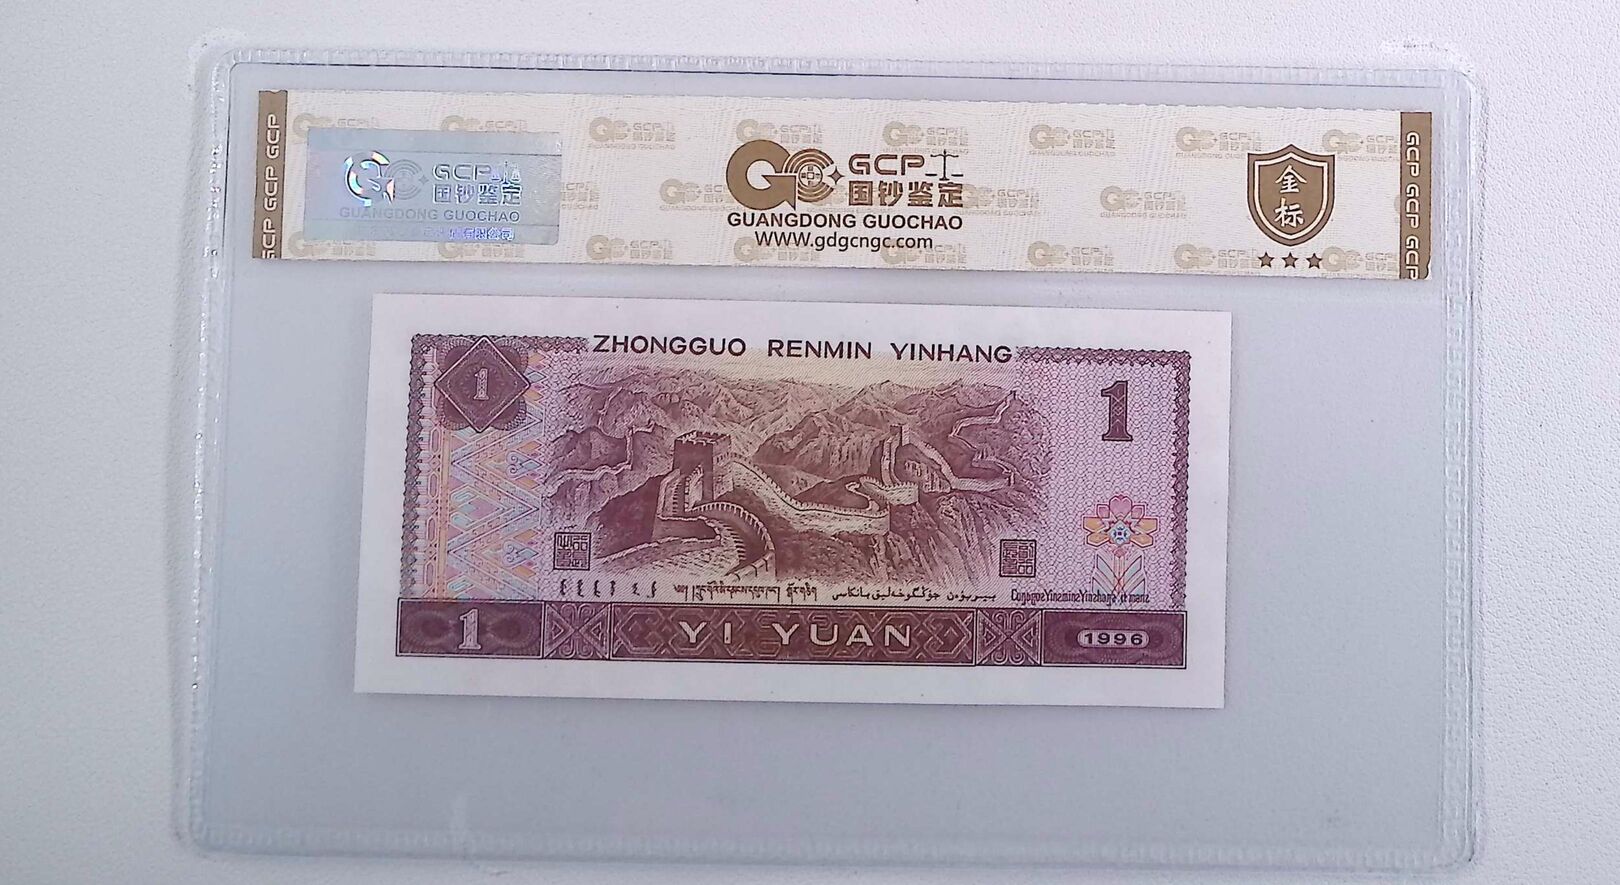 GCP GCP GCP
GCP
国钞鉴定
GUANGDONG GUOCHAO
GCP
国钞鉴定
GUANGDONG GUOCHAO
WWW.gdgcngc.com
金
标
GCP GCP GCP
ZHONGGUO RENMIN YINHANG
1
1
YI YUAN
1
1996